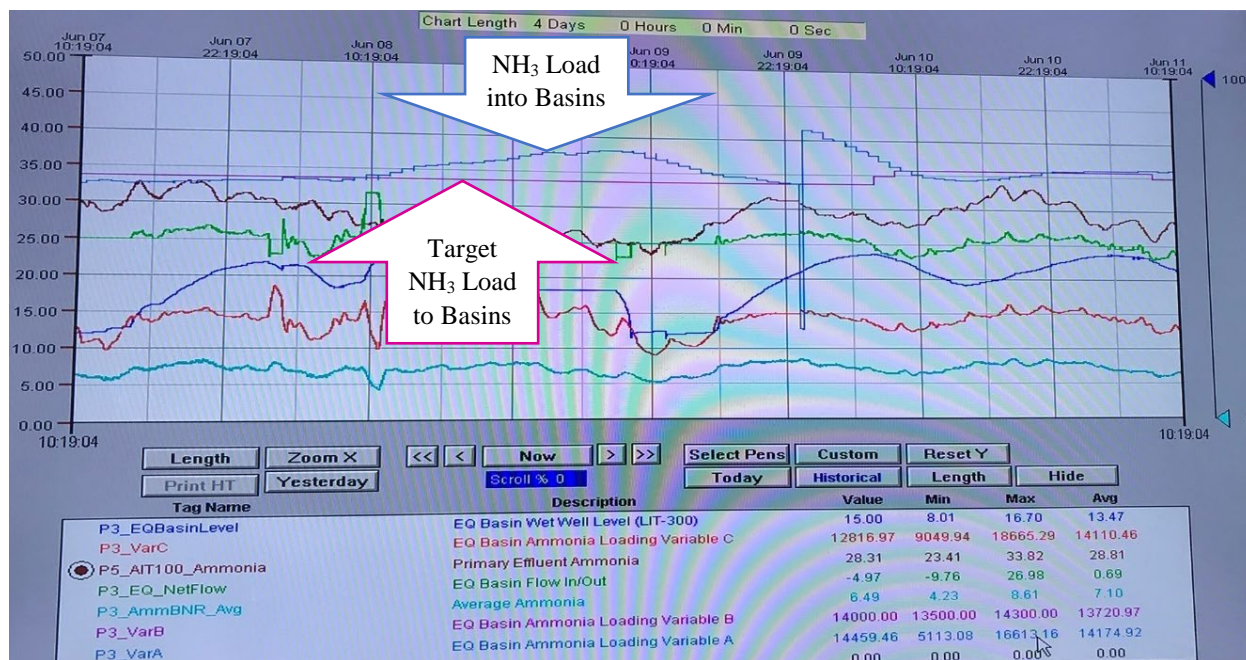 Chart Length 4 Days 0 Hours 0 Min 0 Sec
Jun 07 Jun 07 Jun 08 Jun 09 Jun 09 Jun 10 Jun 10 Jun 11
10:19:04 22:19:04 10:19:04 0:19:04 22:19:04 10:19:04 22:19:04 10:19:04
50.00
100
45.00
40.00
35.00
30.00
25.00
20.00
15.00
10.00
5.00
0.00
NH₃ Load
into Basins
Target
NH₃ Load
to Basins
10:19:04 10:19:04
Length Zoom X << < Now > >> Select Pens Custom Reset Y
Print HT Yesterday Scroll % 0 Today Historical Length Hide
Tag Name Description Value Min Max Avg
P3_EQBasinLevel EQ Basin Wet Well Level (LIT-300) 15.00 8.01 16.70 13.47
P3_VarC EQ Basin Ammonia Loading Variable C 12816.97 9049.94 18665.29 14110.46
P5_AIT100_Ammonia Primary Effluent Ammonia 28.31 23.41 33.82 28.81
P3_EQ_NetFlow EQ Basin Flow In/Out -4.97 -9.76 26.98 0.69
P3_AmmBNR_Avg Average Ammonia 6.49 4.23 8.61 7.10
P3_VarB EQ Basin Ammonia Loading Variable B 14000.00 13500.00 14300.00 13720.97
P3_VarA EQ Basin Ammonia Loading Variable A 14459.46 5113.08 16613.16 14174.92
0.00 0.00 0.00 0.00